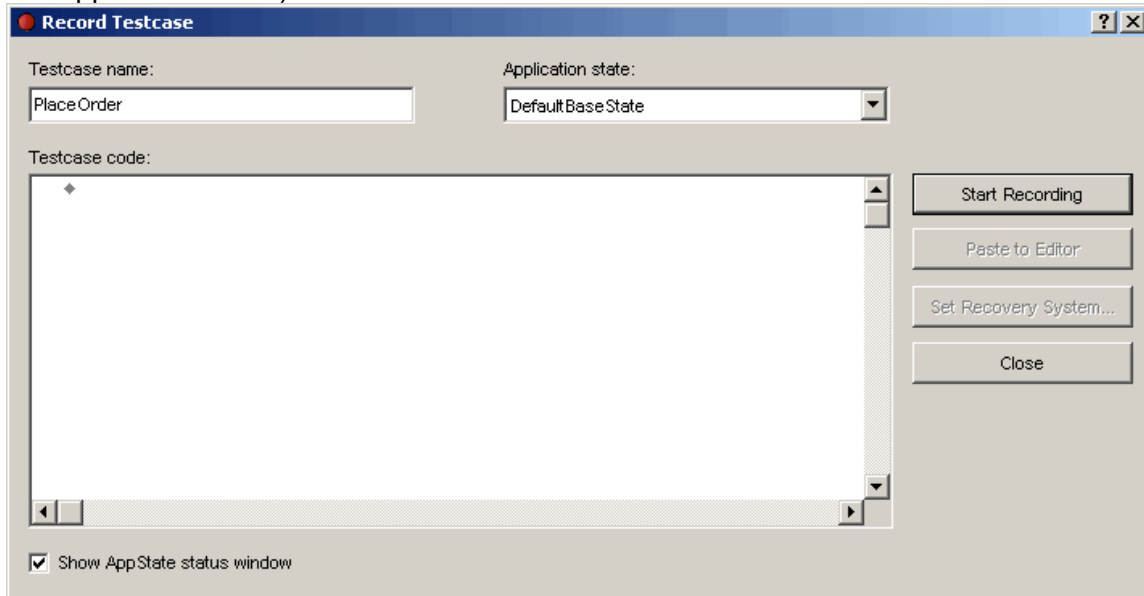 Record Testcase
Testcase name:
Application state:
PlaceOrder
DefaultBaseState
Testcase code:
Start Recording
Paste to Editor
Set Recovery System...
Close
Show AppState status window